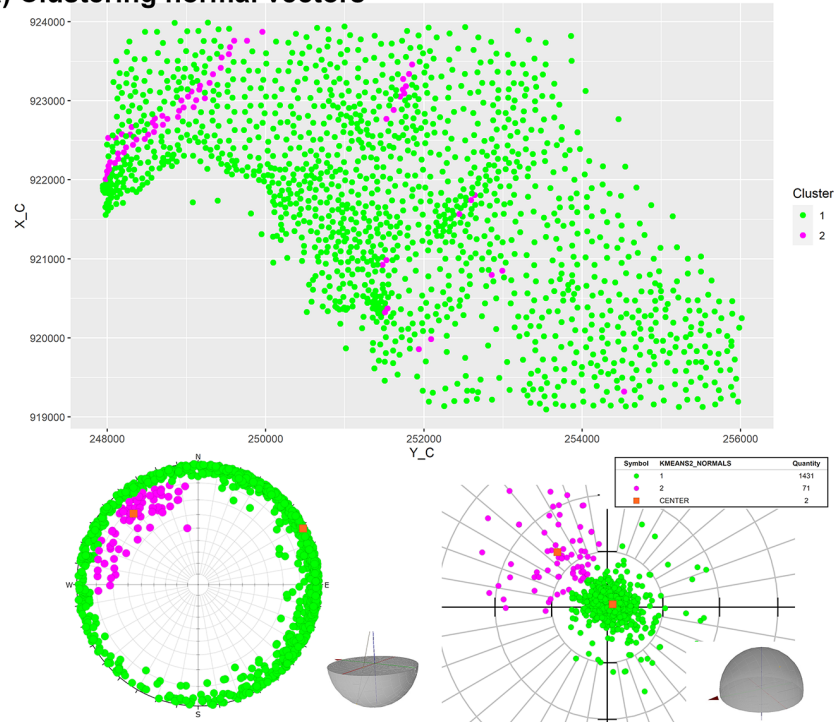 Clustering normal vectors
924000
923000
922000
921000
920000
919000
X_C
248000
250000
252000
254000
256000
Y_C
Cluster
1
2
N
W
E
S
Symbol KMEANS2_NORMALS Quantity
1 1431
2 71
CENTER 2